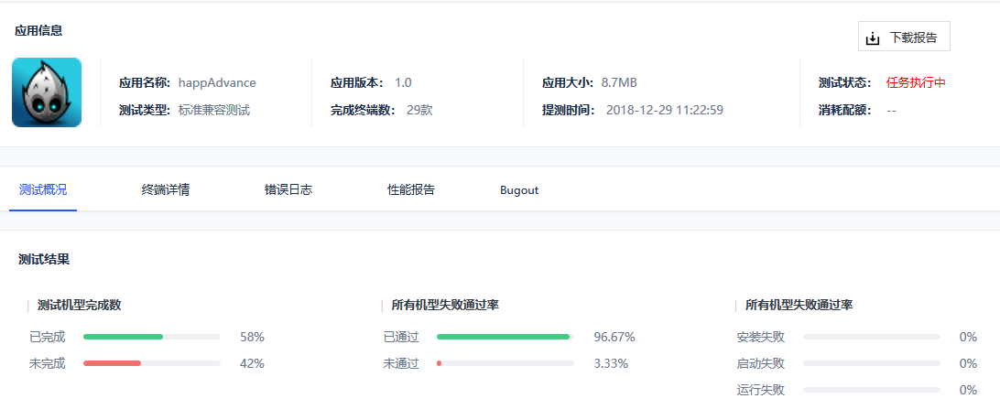 应用信息
下载报告
应用名称: happAdvance
应用版本: 1.0
应用大小: 8.7MB
测试状态: 任务执行中
测试类型: 标准兼容测试
完成终端数: 29款
提测时间: 2018-12-29 11:22:59
消耗配额: --
测试概况 终端详情 错误日志 性能报告 Bugout
测试结果
测试机型完成数
已完成 58%
未完成 42%
所有机型失败通过率
已通过 96.67%
未通过 3.33%
所有机型失败通过率
安装失败 0%
启动失败 0%
运行失败 0%